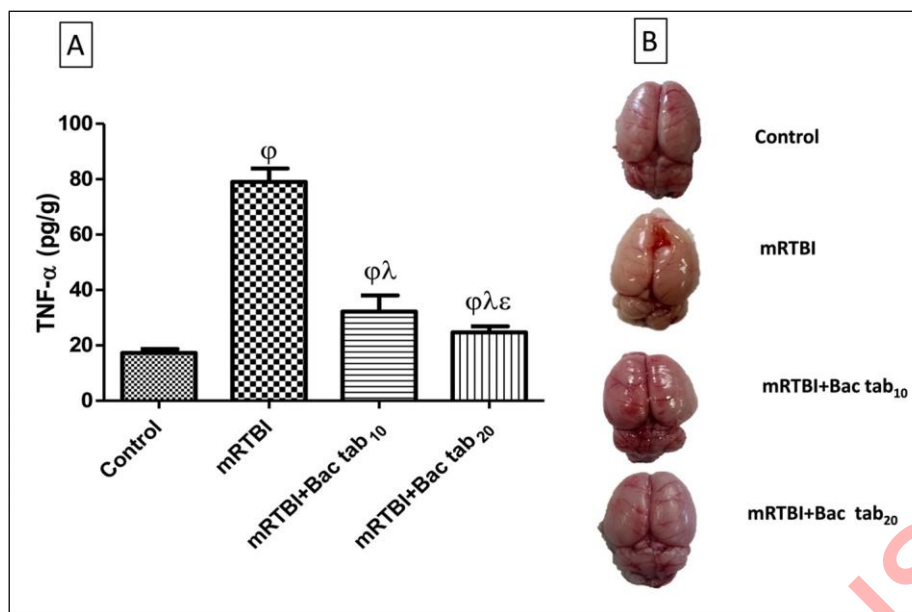 A
B
TNF-α (pg/g)
100
80
60
40
20
0
φ
φλ
φλε
Control
mRTBI
mRTBI+Bac tab10
mRTBI+Bac tab20
Control
mRTBI
mRTBI+Bac tab10
mRTBI+Bac tab20